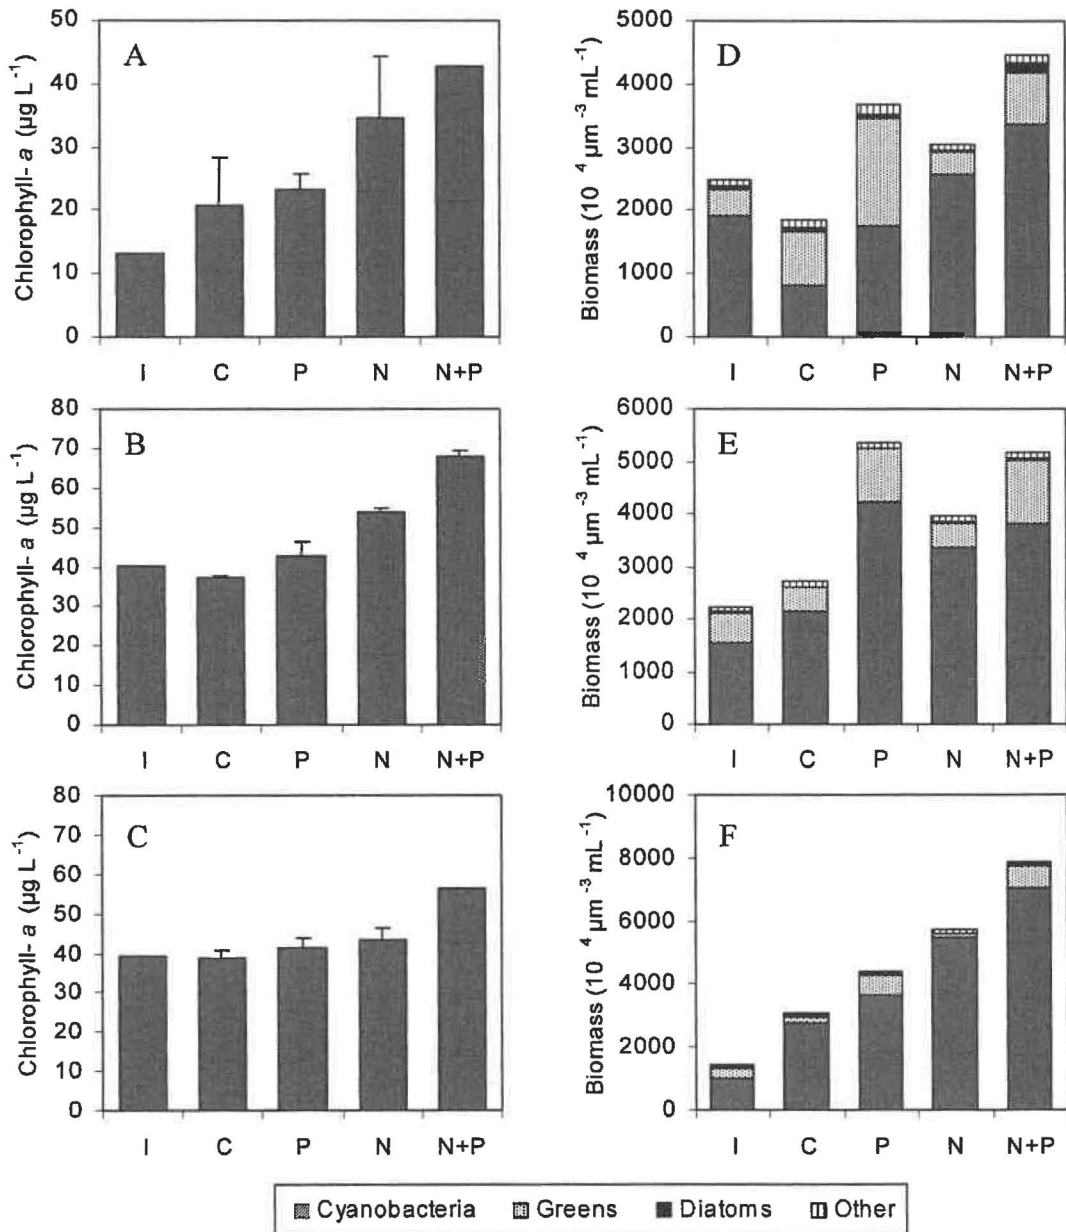 A
Chlorophyll- a (µg L⁻¹)
50
40
30
20
10
0
I C P N N+P
D
Biomass (10 ⁴ µm ⁻³ mL⁻¹)
5000
4000
3000
2000
1000
0
I C P N N+P
B
Chlorophyll- a (µg L⁻¹)
80
70
60
50
40
30
20
10
0
I C P N N+P
E
Biomass (10 ⁴ µm ⁻³ mL⁻¹)
6000
5000
4000
3000
2000
1000
0
I C P N N+P
C
Chlorophyll- a (µg L⁻¹)
80
70
60
50
40
30
20
10
0
I C P N N+P
F
Biomass (10 ⁴ µm ⁻³ mL⁻¹)
10000
8000
6000
4000
2000
0
I C P N N+P
Cyanobacteria Greens Diatoms Other